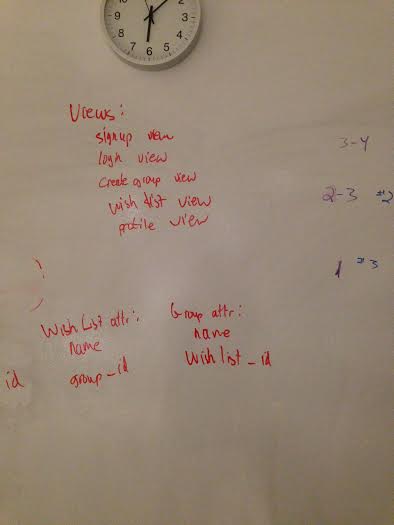 10
9
8
7
6
5
4
3
2
Views:
signup view
login view
create group view
wish list view
profile view
3-4
2-3 #2
1 #3
Wish List attr:
name
group_id
Group attr:
name
Wish list_id
id